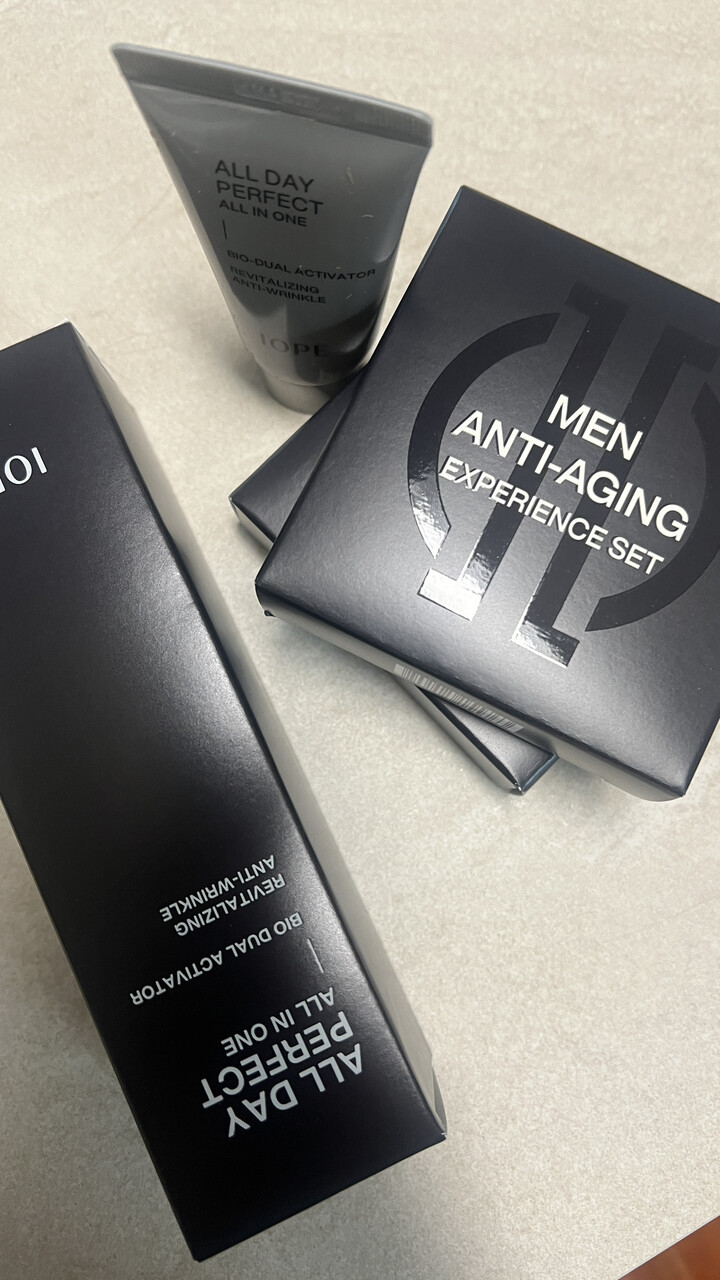 ALL DAY
PERFECT
ALL IN ONE
BIO-DUAL ACTIVATOR
REVITALIZING
ANTI-WRINKLE
IOPE
MEN
ANTI-AGING
EXPERIENCE SET
ALL DAY
PERFECT
ALL IN ONE
BIO DUAL ACTIVATOR
REVITALIZING
ANTI-WRINKLE